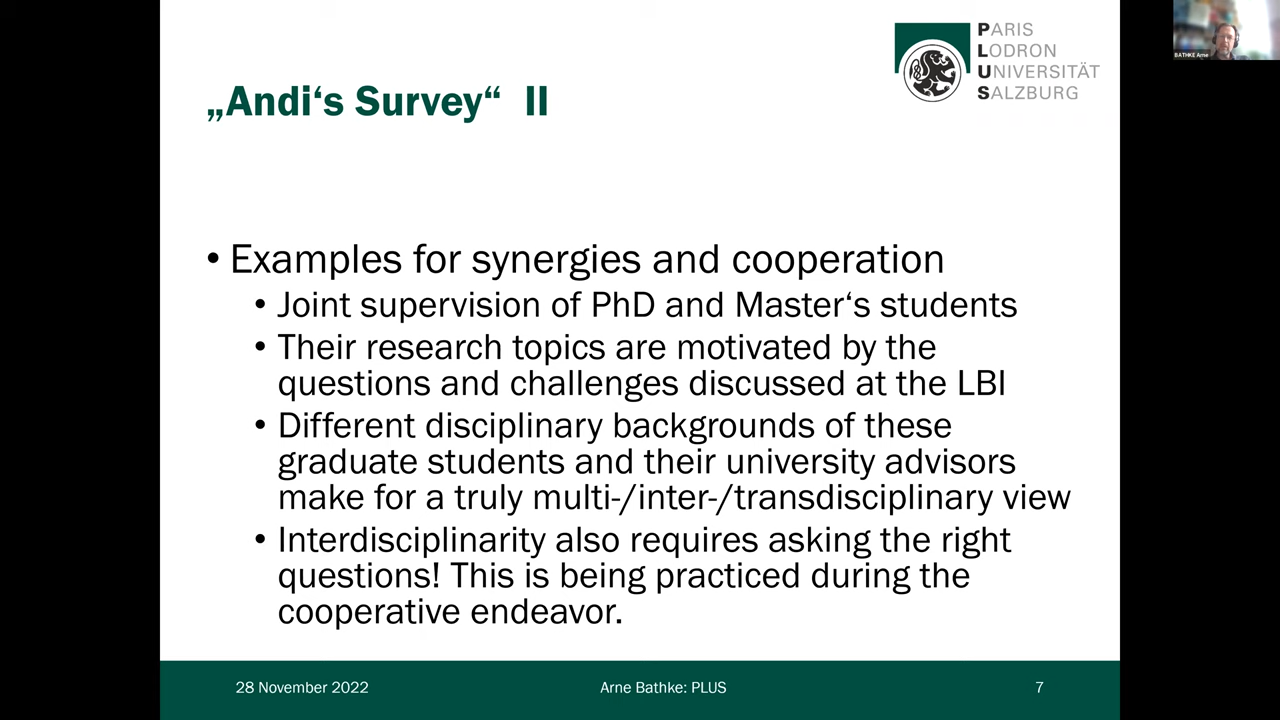 PARIS
LODRON
UNIVERSITÄT
SALZBURG
BATHKE Arne
„Andi‘s Survey“ II
• Examples for synergies and cooperation
• Joint supervision of PhD and Master‘s students
• Their research topics are motivated by the
questions and challenges discussed at the LBI
• Different disciplinary backgrounds of these
graduate students and their university advisors
make for a truly multi-/inter-/transdisciplinary view
• Interdisciplinarity also requires asking the right
questions! This is being practiced during the
cooperative endeavor.
28 November 2022
Arne Bathke: PLUS
7